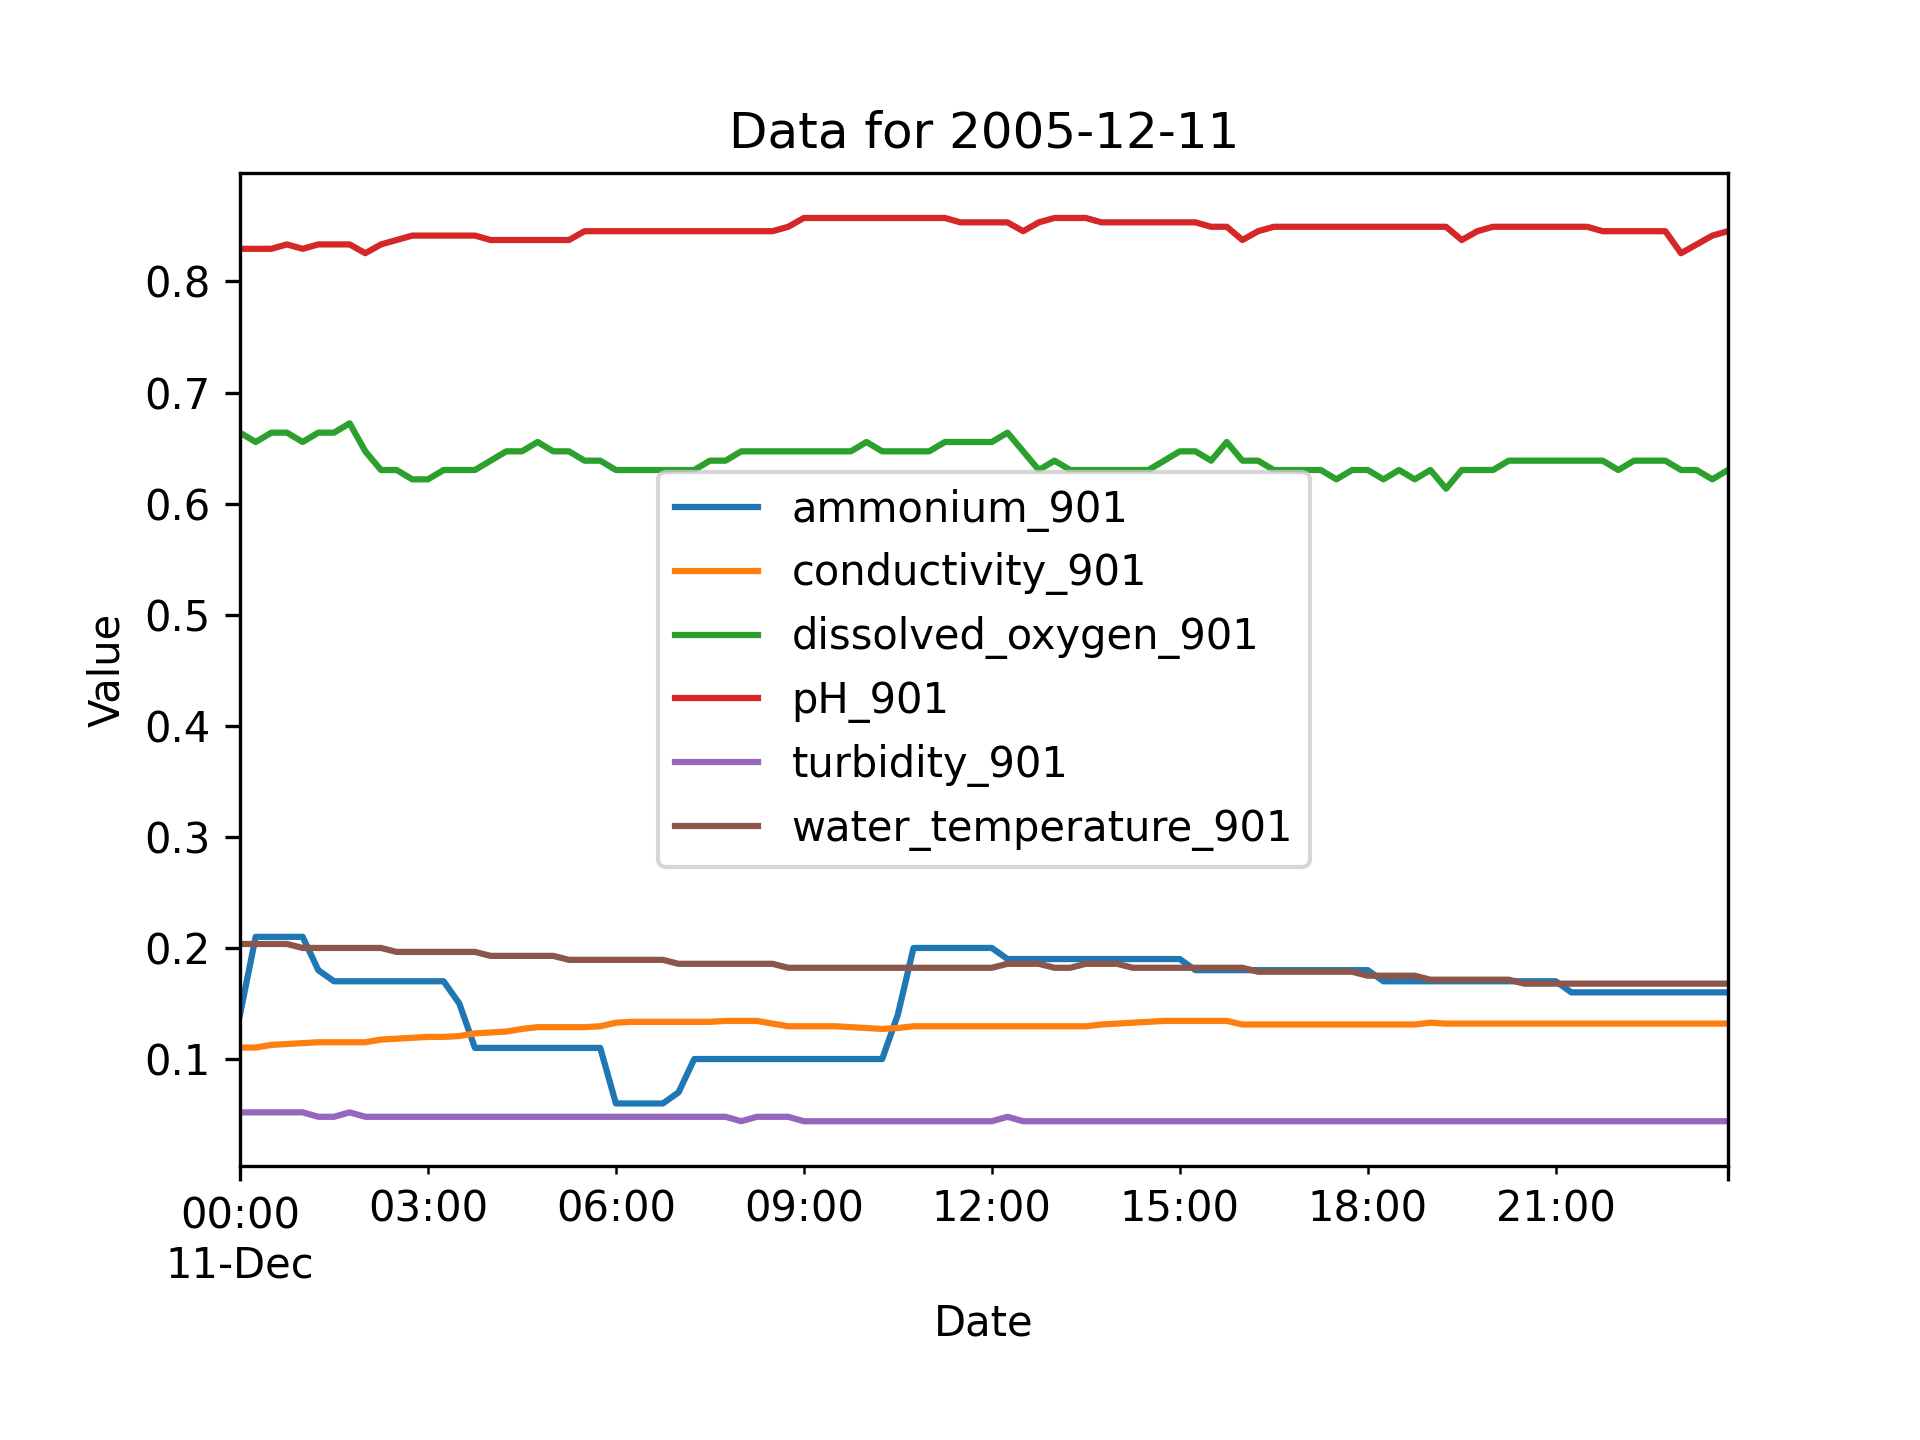 Data for 2005-12-11
Value
0.8
0.7
0.6
0.5
0.4
0.3
0.2
0.1
ammonium_901
conductivity_901
dissolved_oxygen_901
pH_901
turbidity_901
water_temperature_901
00:00 03:00 06:00 09:00 12:00 15:00 18:00 21:00
11-Dec
Date